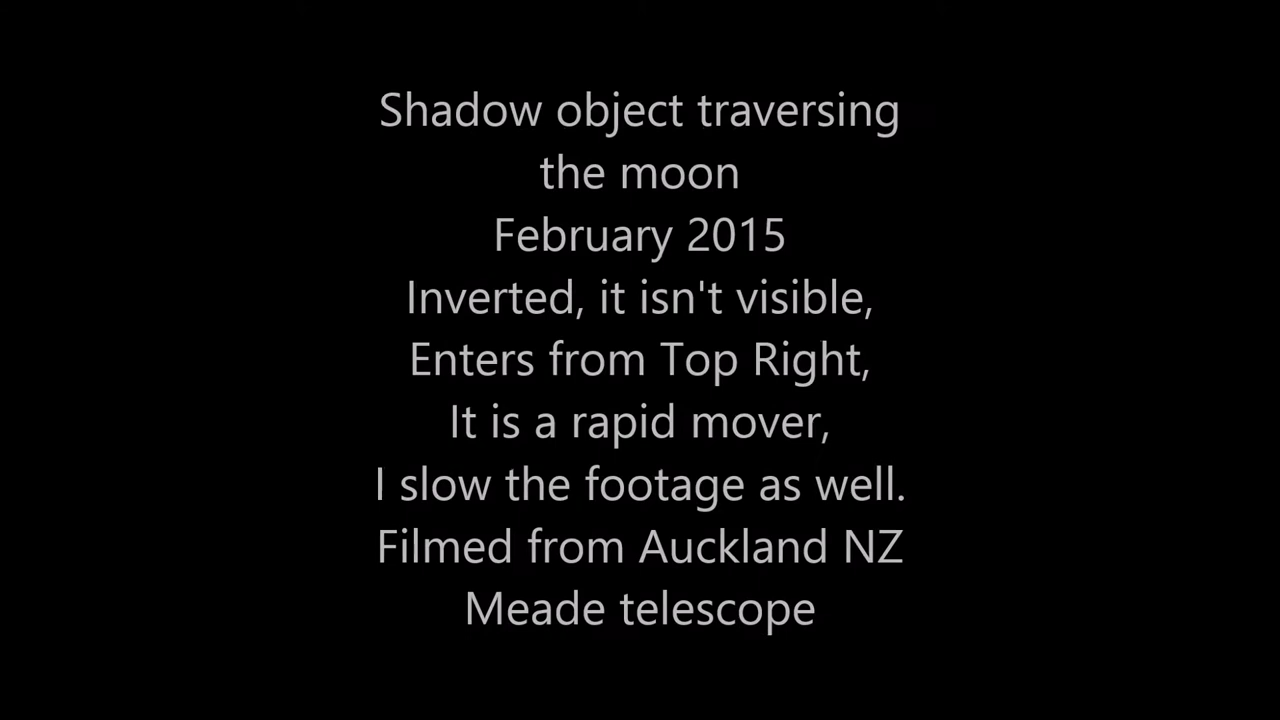 Shadow object traversing
the moon
February 2015
Inverted, it isn't visible,
Enters from Top Right,
It is a rapid mover,
I slow the footage as well.
Filmed from Auckland NZ
Meade telescope